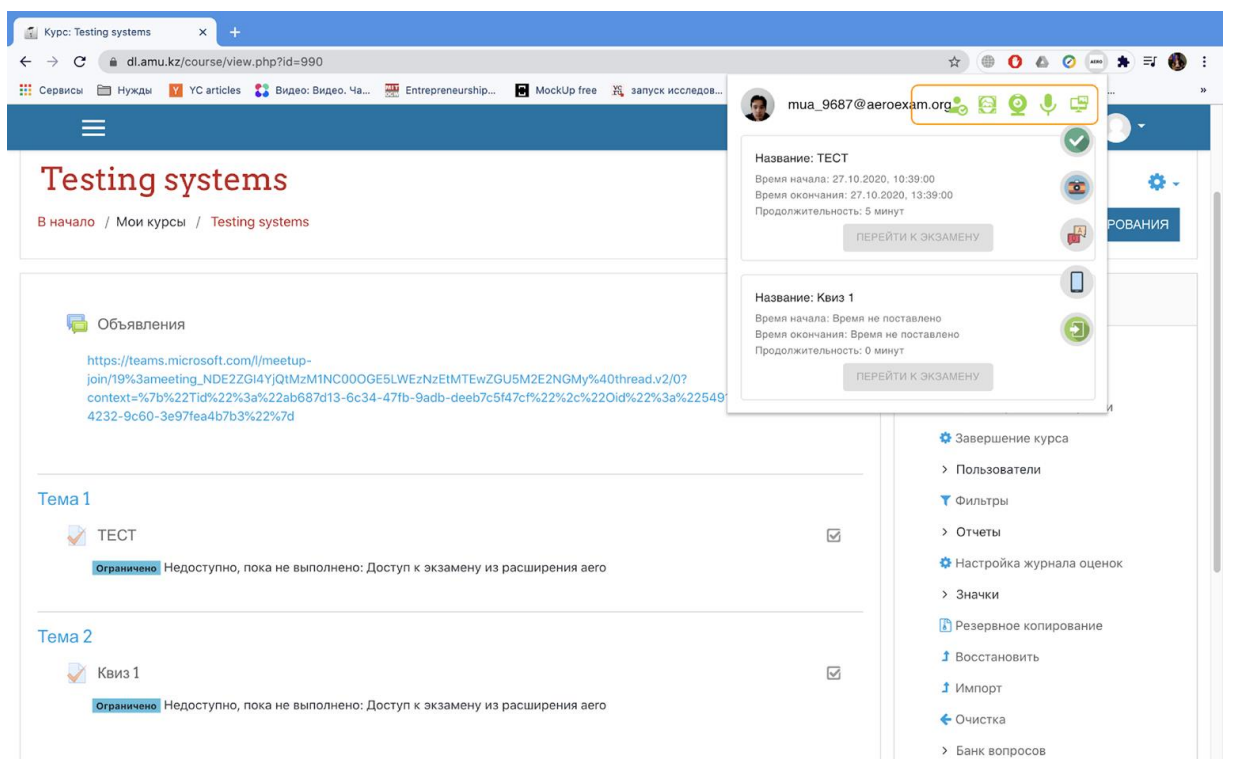 Курс: Testing systems
dl.amu.kz/course/view.php?id=990
Сервисы Нужды YC articles Видео: Видео. Ча... Entrepreneurship... MockUp free запуск исследов... ... »
AERO
mua_9687@aeroexam.org
Название: ТЕСТ
Время начала: 27.10.2020, 10:39:00
Время окончания: 27.10.2020, 13:39:00
Продолжительность: 5 минут
ПЕРЕЙТИ К ЭКЗАМЕНУ
Название: Квиз 1
Время начала: Время не поставлено
Время окончания: Время не поставлено
Продолжительность: 0 минут
ПЕРЕЙТИ К ЭКЗАМЕНУ
Testing systems
В начало / Мои курсы / Testing systems
РОВАНИЯ
Объявления
https://teams.microsoft.com/l/meetup-
join/19%3ameeting_NDE2ZGI4YjQtMzM1NC00OGE5LWEzNzEtMTEwZGU5M2E2NGMy%40thread.v2/0?
context=%7b%22Tid%22%3a%22ab687d13-6c34-47fb-9adb-deeb7c5f47cf%22%2c%22Oid%22%3a%22549
4232-9c60-3e97fea4b7b3%22%7d
Тема 1
ТЕСТ
Ограничено Недоступно, пока не выполнено: Доступ к экзамену из расширения aero
Тема 2
Квиз 1
Ограничено Недоступно, пока не выполнено: Доступ к экзамену из расширения aero
и
Завершение курса
Пользователи
Фильтры
Отчеты
Настройка журнала оценок
Значки
Резервное копирование
Восстановить
Импорт
Очистка
Банк вопросов